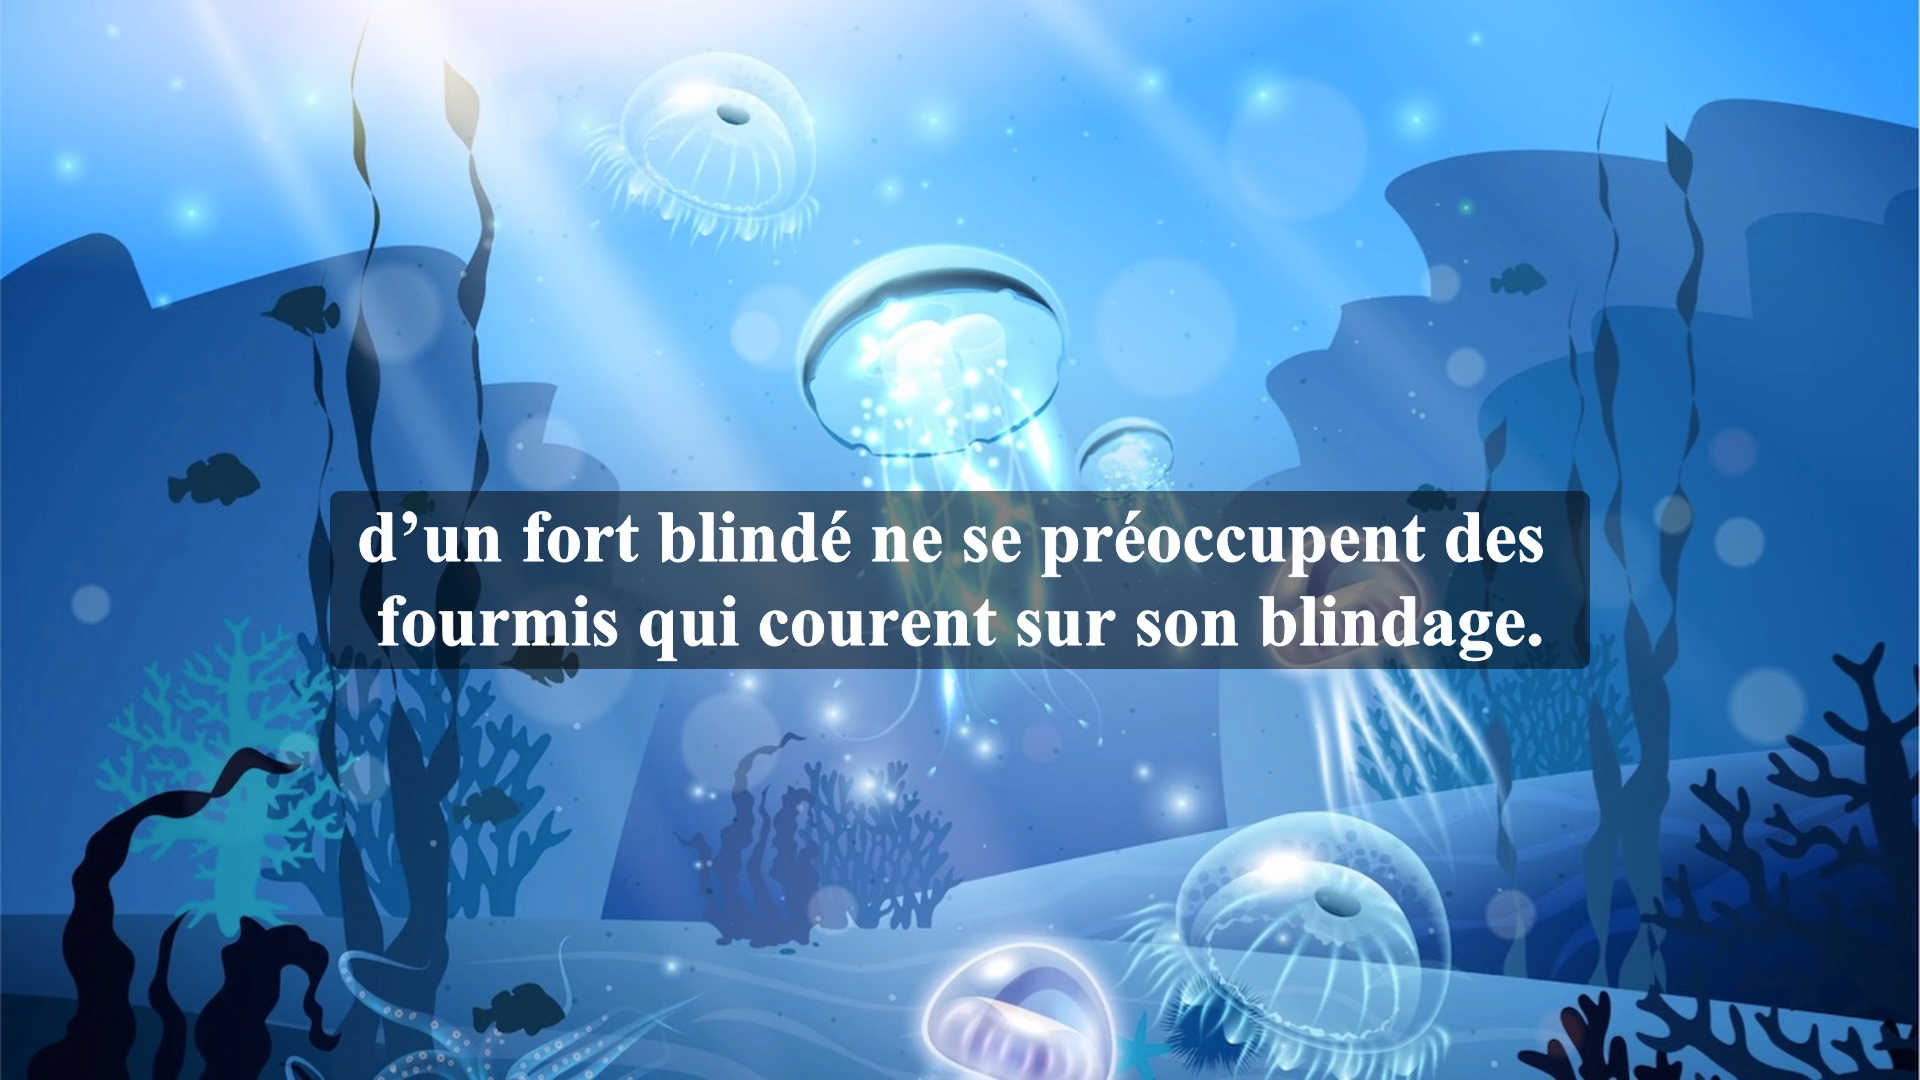 d’un fort blindé ne se préoccupent des
fourmis qui courent sur son blindage.